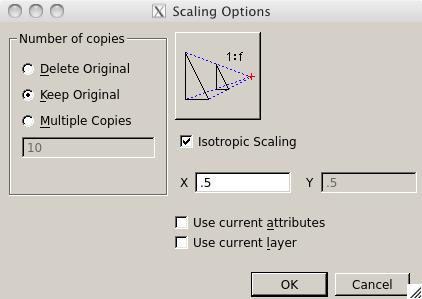 Scaling Options
Number of copies
Delete Original
Keep Original
Multiple Copies
10
1:f
Isotropic Scaling
X .5 Y .5
Use current attributes
Use current layer
OK Cancel